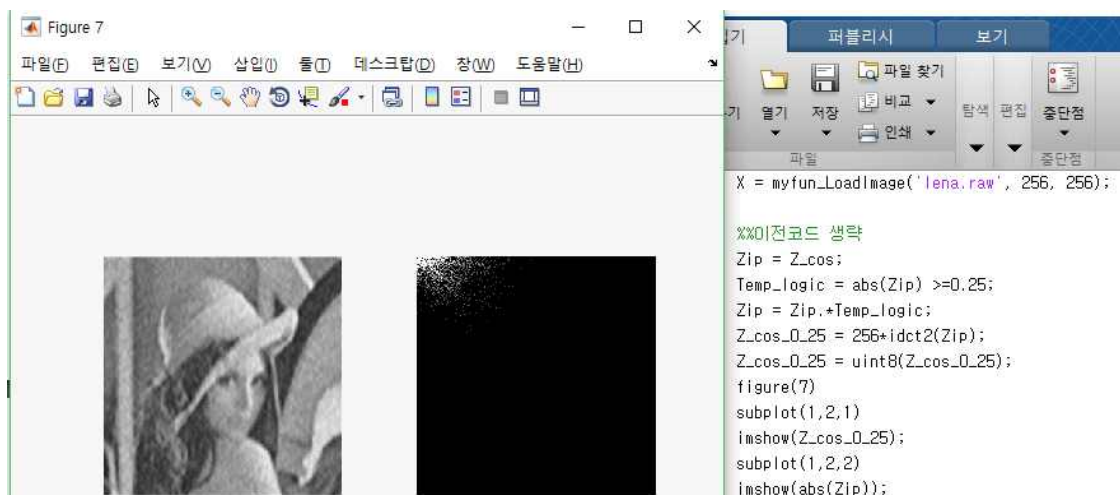 Figure 7
파일(F) 편집(E) 보기(V) 삽입(I) 툴(T) 데스크탑(D) 창(W) 도움말(H)
퍼블리시 보기
파일 찾기
비교
인쇄
열기 저장 탐색 편집 중단점
파일 중단점
X = myfun_LoadImage('lena.raw', 256, 256);
%%이전코드 생략
Zip = Z_cos;
Temp_logic = abs(Zip) >=0.25;
Zip = Zip.*Temp_logic;
Z_cos_0_25 = 256*idct2(Zip);
Z_cos_0_25 = uint8(Z_cos_0_25);
figure(7)
subplot(1,2,1)
imshow(Z_cos_0_25);
subplot(1,2,2)
imshow(abs(Zip));